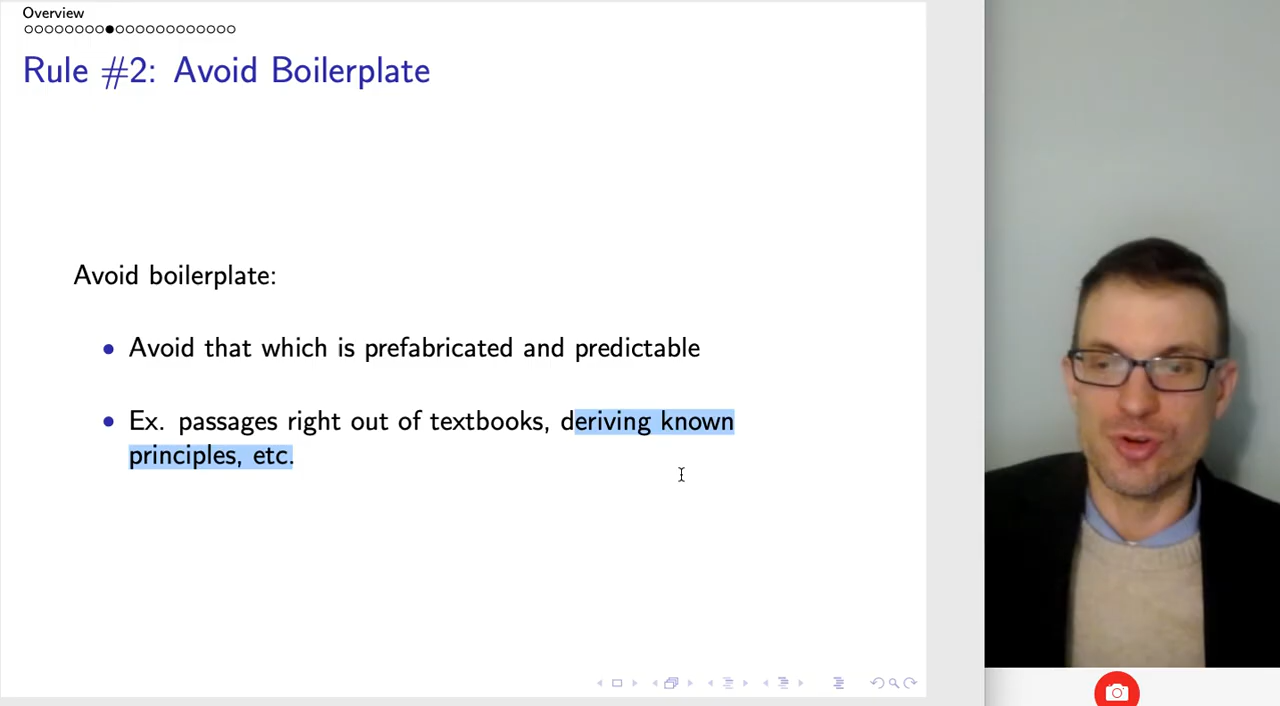 Overview
Rule #2: Avoid Boilerplate
Avoid boilerplate:
• Avoid that which is prefabricated and predictable
• Ex. passages right out of textbooks, deriving known
principles, etc.